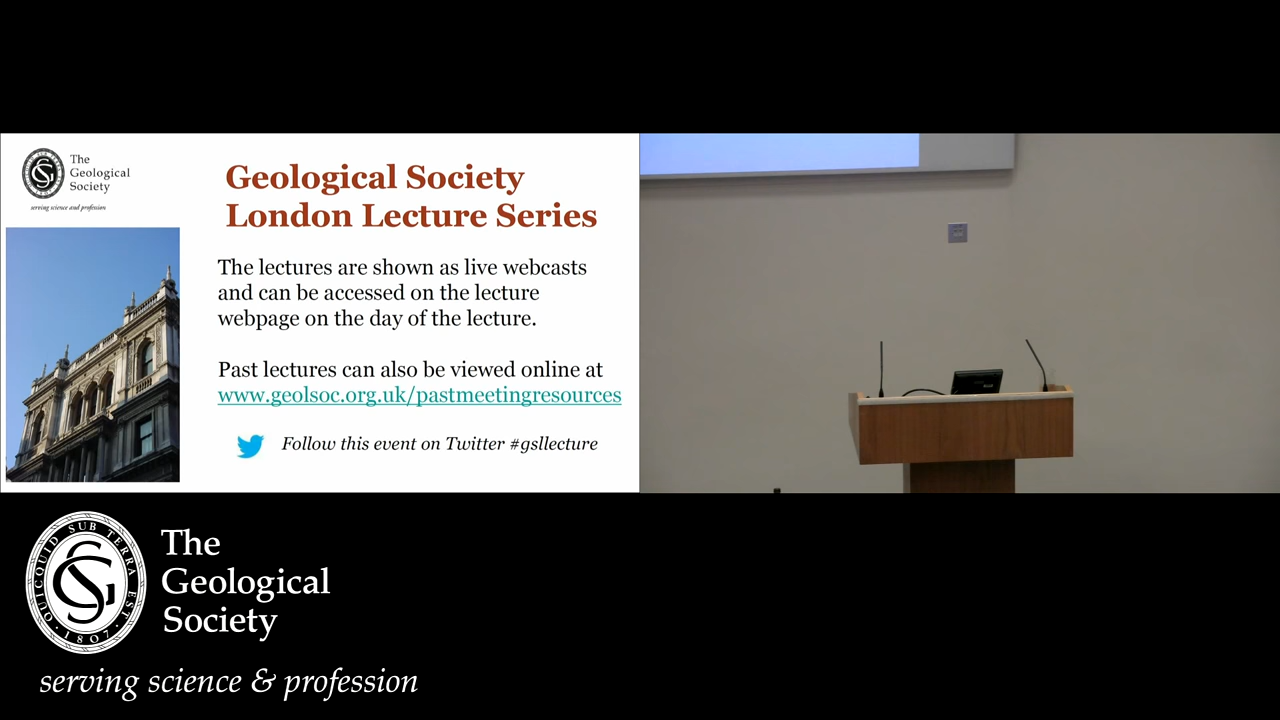 The
Geological
Society
serving science and profession
Geological Society
London Lecture Series
The lectures are shown as live webcasts
and can be accessed on the lecture
webpage on the day of the lecture.
Past lectures can also be viewed online at
www.geolsoc.org.uk/pastmeetingresources
Follow this event on Twitter #gsllecture
QUICQUID SUB TERRA EST
1807
The
Geological
Society
serving science & profession